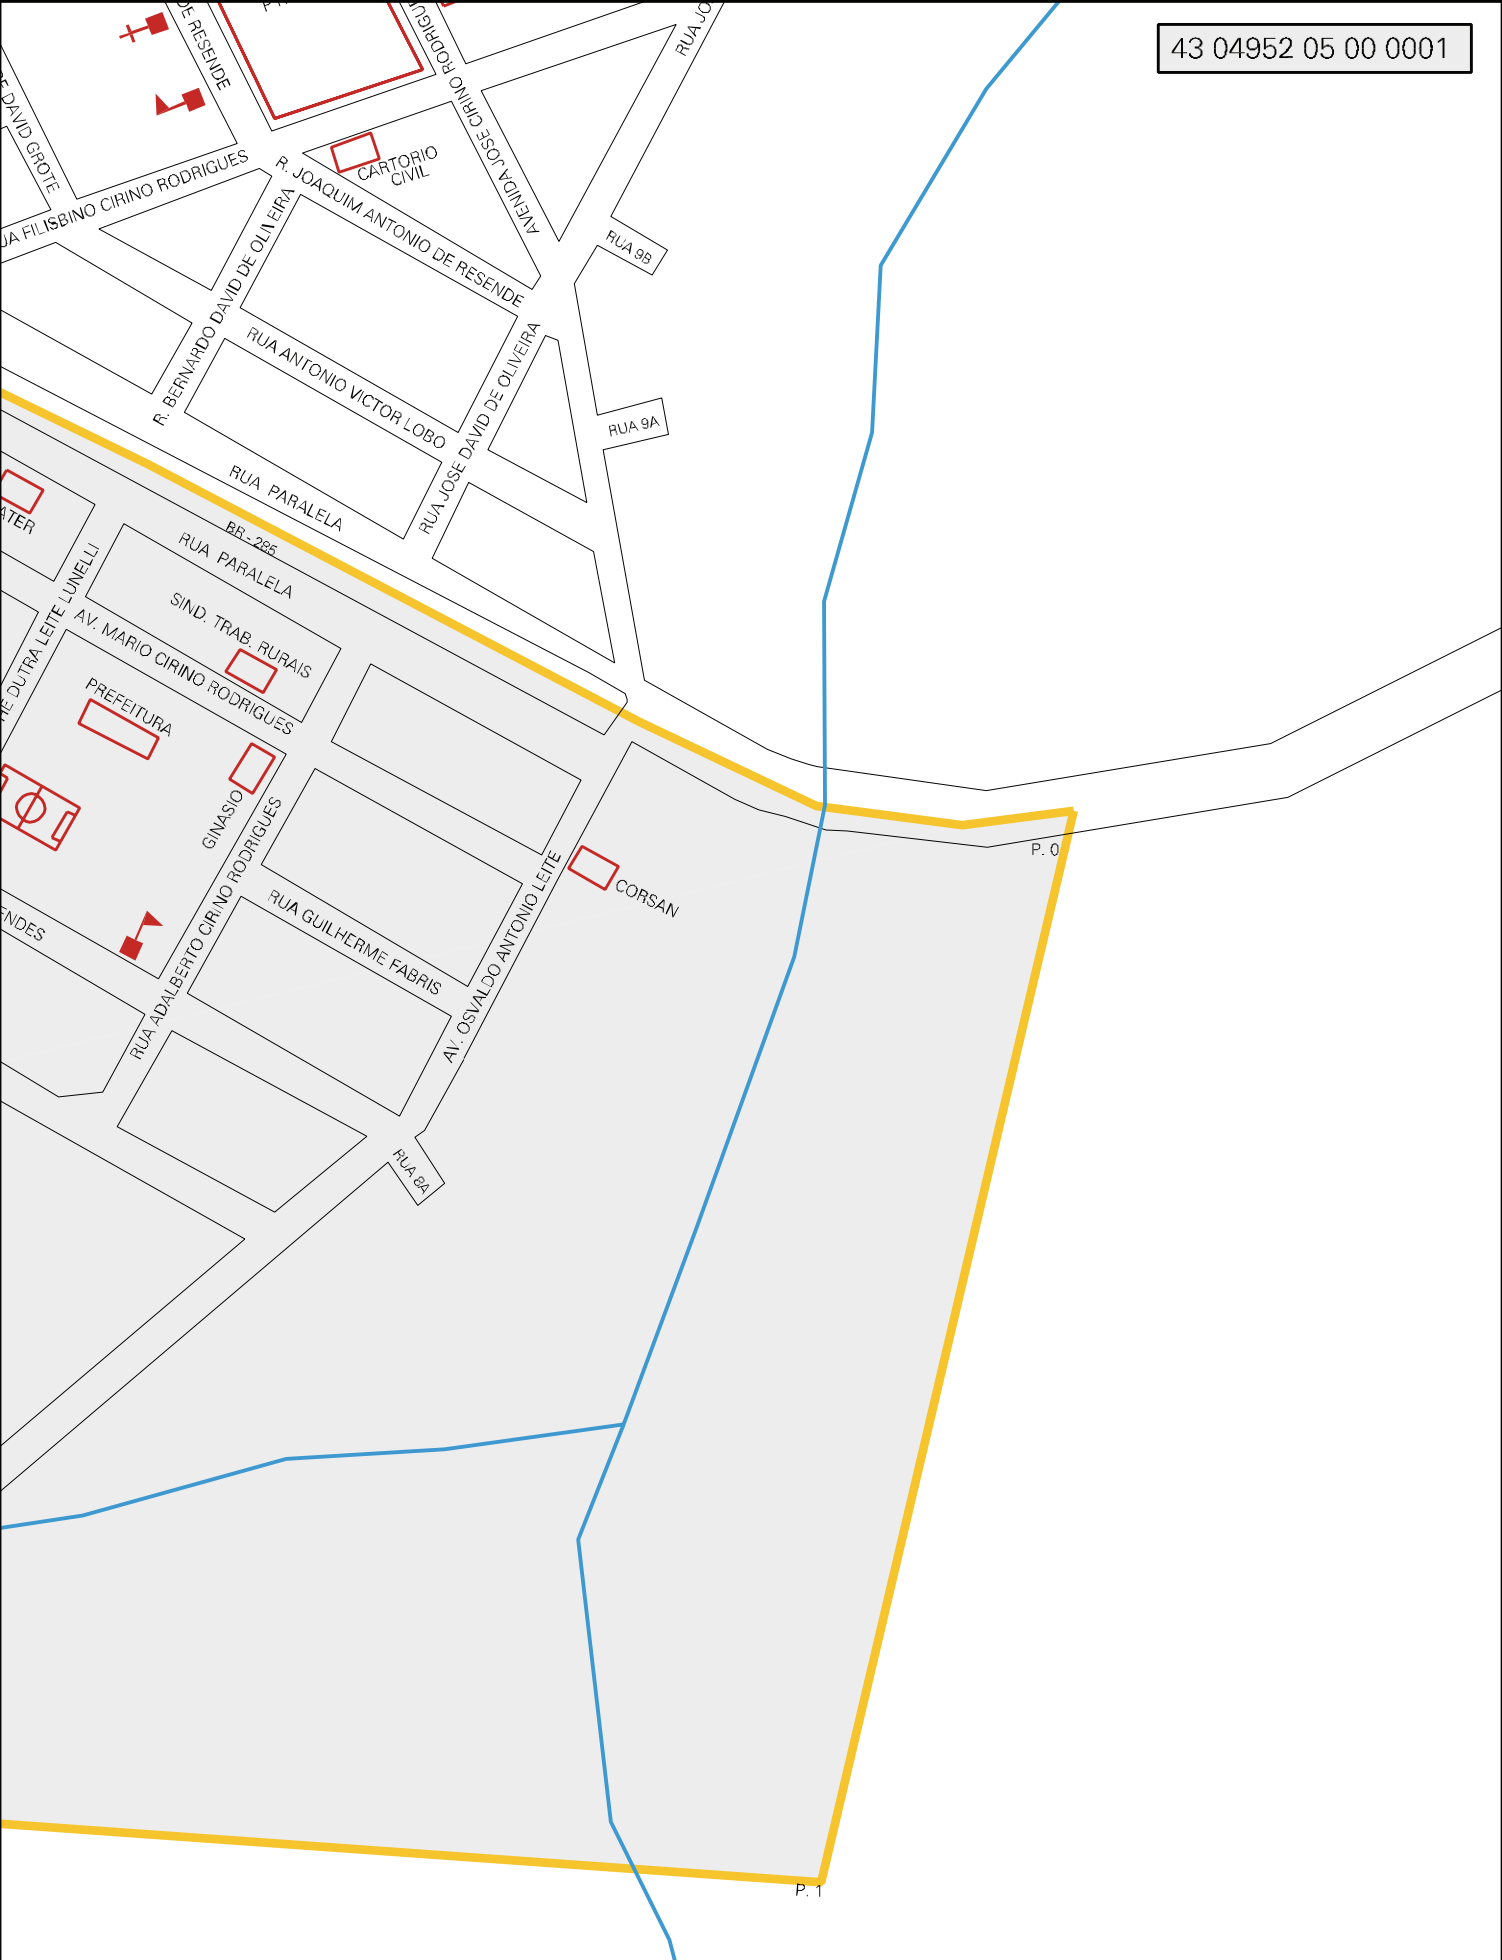 43 04952 05 00 0001
DE RESENDE
RODRIGUES
RUA JO
DE DAVID GROTE
AVENIDA JOSE CIRINO
CARTORIO
CIVIL
UA FILISBINO CIRINO RODRIGUES
R. JOAQUIM ANTONIO DE RESENDE
RUA 9B
R. BERNARDO DAVID DE OLIVEIRA
RUA ANTONIO VICTOR LOBO
RUA JOSE DAVID DE OLIVEIRA
RUA 9A
RUA PARALELA
ATER
BR - 285
RUA PARALELA
SIND. TRAB. RURAIS
HE DUTRA LEITE LUNELLI
AV. MARIO CIRINO RODRIGUES
PREFEITURA
GINASIO
P. 0
CORSAN
RUA ADALBERTO CIRINO RODRIGUES
RUA GUILHERME FABRIS
AV. OSVALDO ANTONIO LEITE
ENDES
RUA 8A
P. 1